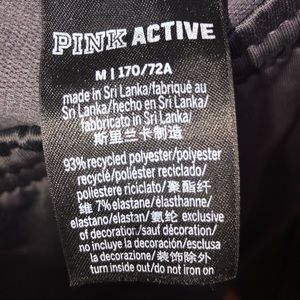 PINK ACTIVE
M | 170/72A
made in Sri Lanka/fabriqué au
Sri Lanka/hecho en Sri Lanka/
fabbricato in Sri Lanka/
斯里兰卡制造
93% recycled polyester/polyester
recyclé/poliéster reciclado/
poliestere riciclato/聚酯纤
维 7% elastane/élasthanne/
elastano/elastan/氨纶 exclusive
of decoration/sauf décoration/
no incluye la decoración/esclusa
la decorazione/装饰除外
turn inside out/do not iron on